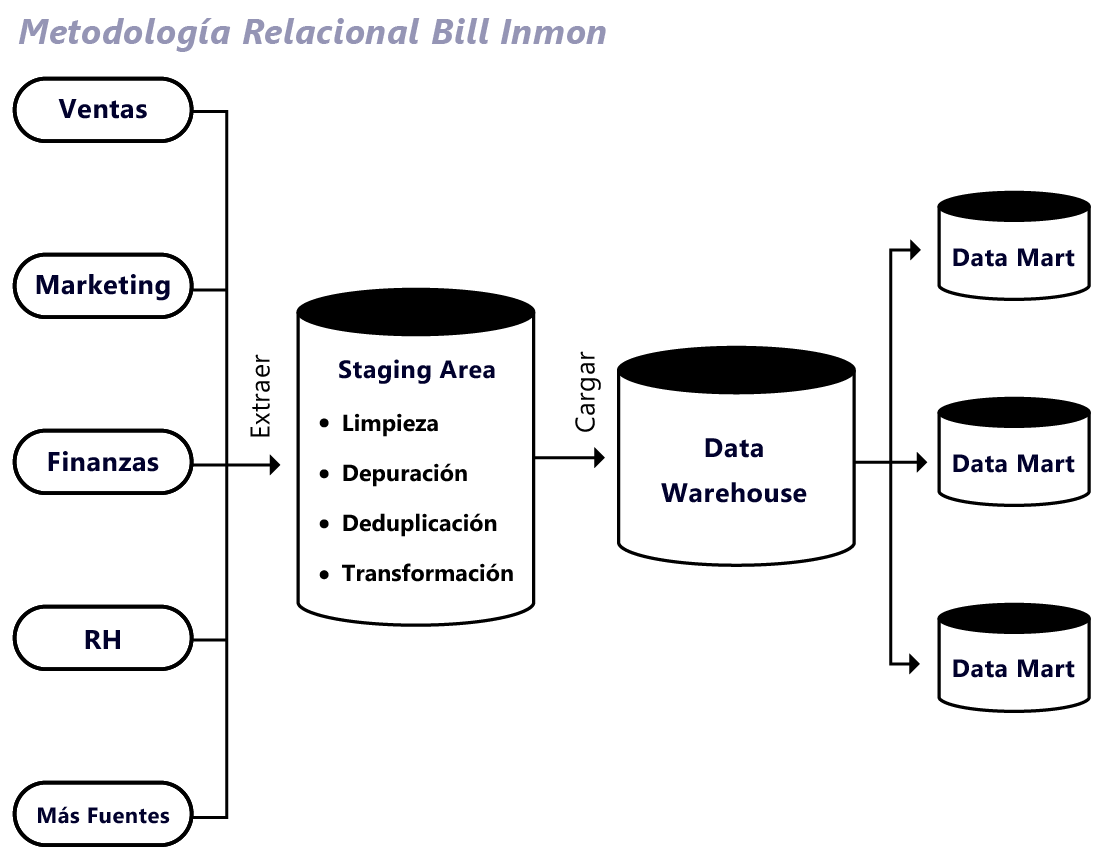 Metodología Relacional Bill Inmon
Ventas
Marketing
Finanzas
RH
Más Fuentes
Extraer
Staging Area
• Limpieza
• Depuración
• Deduplicación
• Transformación
Cargar
Data
Warehouse
Data Mart
Data Mart
Data Mart